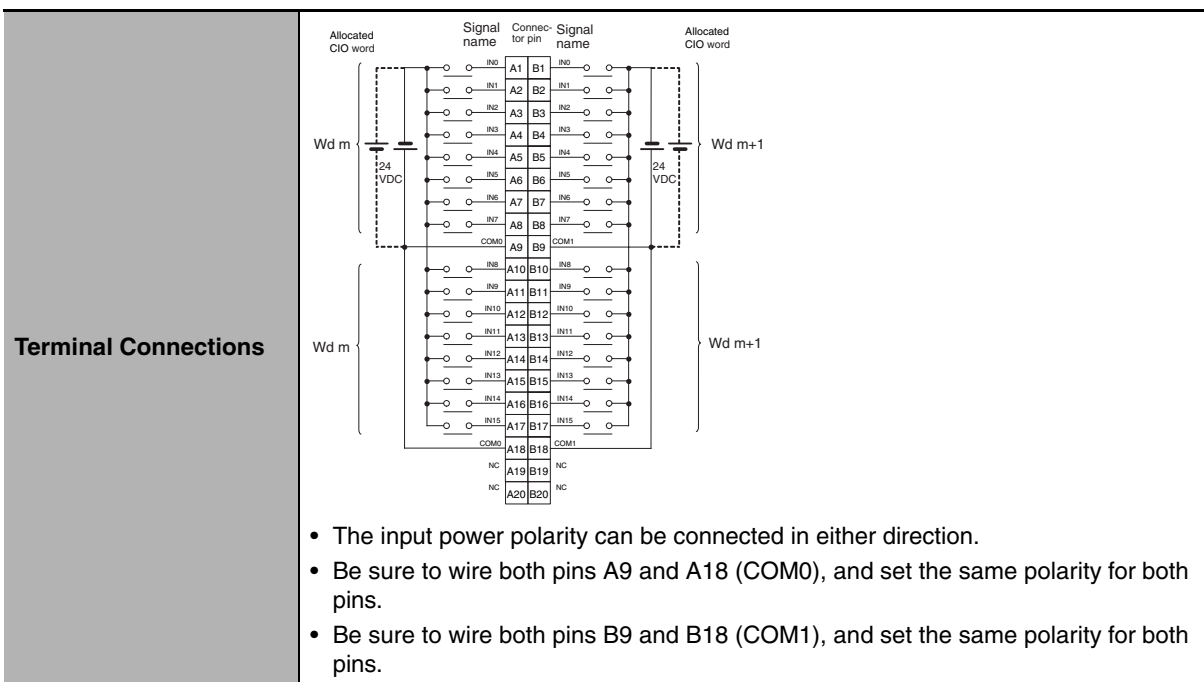 Terminal Connections
Allocated CIO word Signal name Connec-tor pin Signal name Allocated CIO word
IN0 A1 B1 IN0
IN1 A2 B2 IN1
IN2 A3 B3 IN2
IN3 A4 B4 IN3
Wd m Wd m+1
IN4 A5 B5 IN4
24 VDC 24 VDC
IN5 A6 B6 IN5
IN6 A7 B7 IN6
IN7 A8 B8 IN7
COM0 A9 B9 COM1
IN8 A10 B10 IN8
IN9 A11 B11 IN9
IN10 A12 B12 IN10
IN11 A13 B13 IN11
Wd m Wd m+1
IN12 A14 B14 IN12
IN13 A15 B15 IN13
IN14 A16 B16 IN14
IN15 A17 B17 IN15
COM0 A18 B18 COM1
NC A19 B19 NC
NC A20 B20 NC
• The input power polarity can be connected in either direction.
• Be sure to wire both pins A9 and A18 (COM0), and set the same polarity for both
pins.
• Be sure to wire both pins B9 and B18 (COM1), and set the same polarity for both
pins.